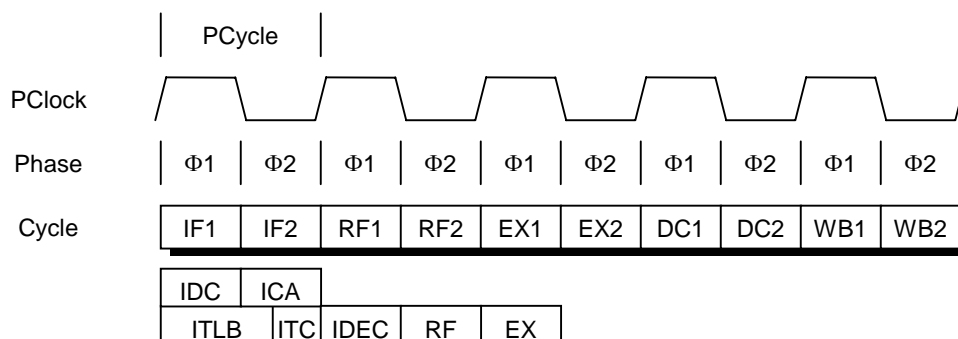 PCycle
PClock
Phase Φ1 Φ2 Φ1 Φ2 Φ1 Φ2 Φ1 Φ2 Φ1 Φ2
Cycle IF1 IF2 RF1 RF2 EX1 EX2 DC1 DC2 WB1 WB2
IDC ICA
ITLB ITC IDEC RF EX